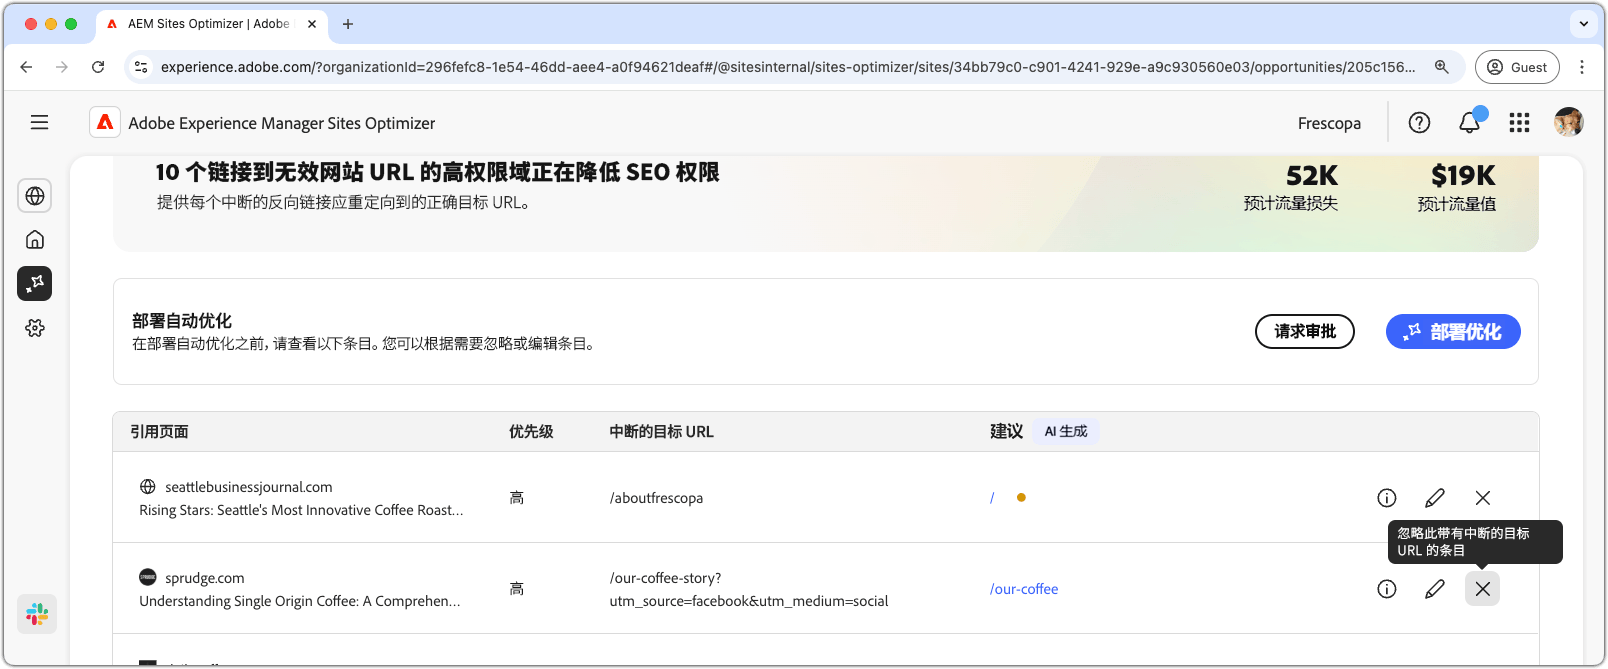 AEM Sites Optimizer | Adobe
experience.adobe.com/?organizationId=296fefc8-1e54-46dd-aee4-a0f94621deaf#/@sitesinternal/sites-optimizer/sites/34bb79c0-c901-4241-929e-a9c930560e03/opportunities/205c156...
Guest
Adobe Experience Manager Sites Optimizer
Frescopa
10 个链接到无效网站 URL 的高权限域正在降低 SEO 权限
提供每个中断的反向链接应重定向到的正确目标 URL。
52K
预计流量损失
$19K
预计流量值
部署自动优化
在部署自动优化之前，请查看以下条目。您可以根据需要忽略或编辑条目。
请求审批
部署优化
引用页面
优先级
中断的目标 URL
建议
AI 生成
seattlebusinessjournal.com
Rising Stars: Seattle's Most Innovative Coffee Roast...
高
/aboutfrescopa
/
忽略此带有中断的目标
URL 的条目
sprudge.com
Understanding Single Origin Coffee: A Comprehen...
高
/our-coffee-story?
utm_source=facebook&utm_medium=social
/our-coffee